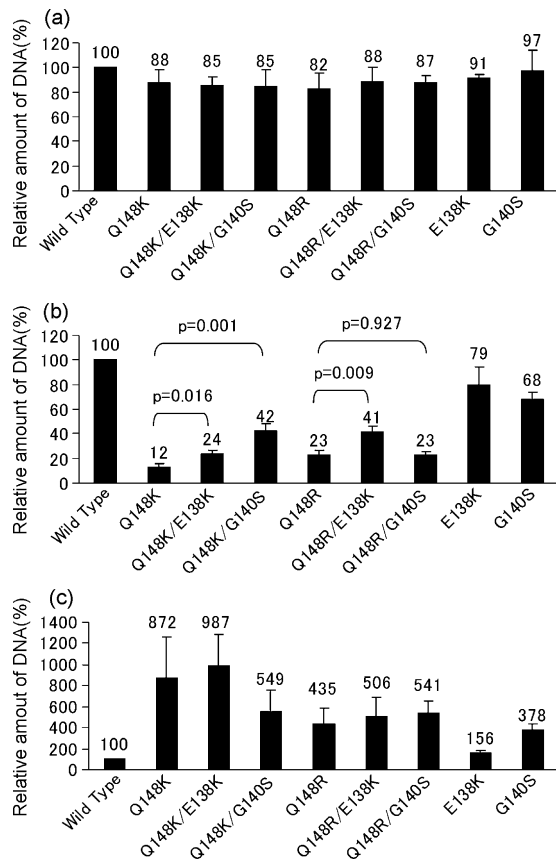 (a)
Relative amount of DNA(%)
120
100
80
60
40
20
0
100
88
85
85
82
88
87
91
97
Wild Type
Q148K
Q148K/E138K
Q148K/G140S
Q148R
Q148R/E138K
Q148R/G140S
E138K
G140S
(b)
Relative amount of DNA(%)
120
100
80
60
40
20
0
p=0.001
p=0.927
p=0.016
p=0.009
100
12
24
42
23
41
23
79
68
Wild Type
Q148K
Q148K/E138K
Q148K/G140S
Q148R
Q148R/E138K
Q148R/G140S
E138K
G140S
(c)
Relative amout of DNA(%)
1400
1200
1000
800
600
400
200
0
100
872
987
549
435
506
541
156
378
Wild Type
Q148K
Q148K/E138K
Q148K/G140S
Q148R
Q148R/E138K
Q148R/G140S
E138K
G140S